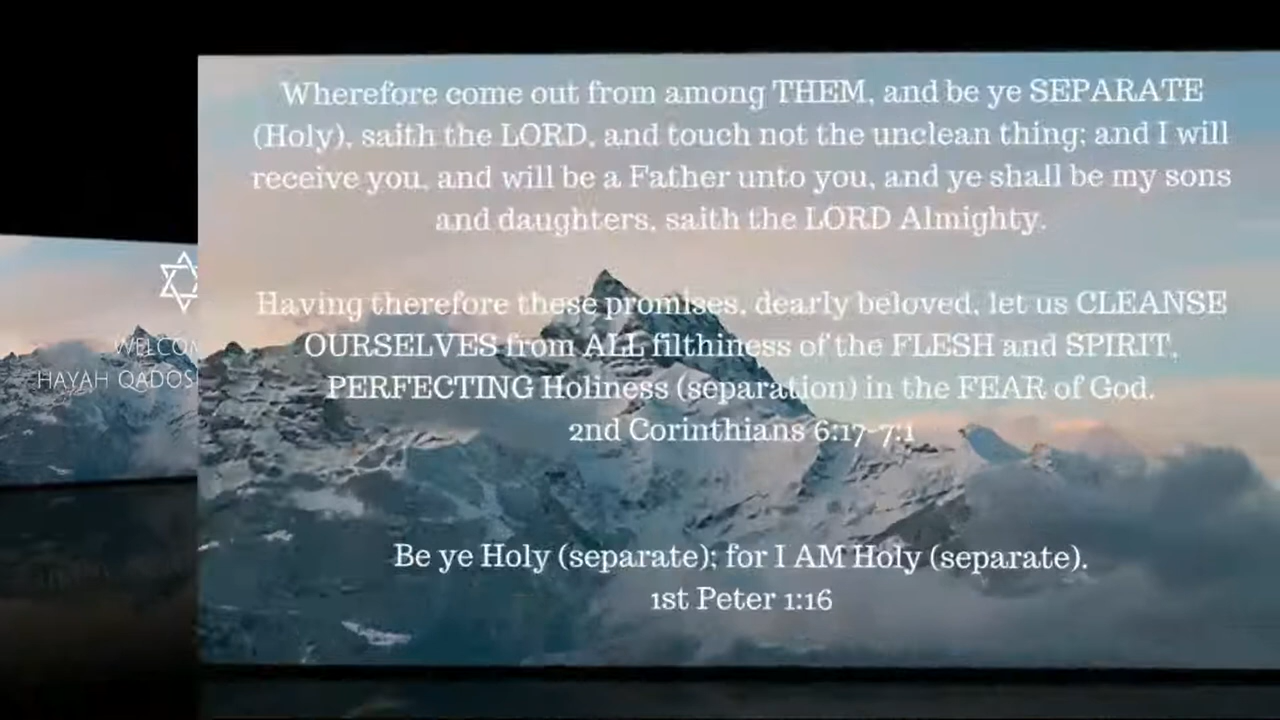 Wherefore come out from among THEM, and be ye SEPARATE
(Holy), saith the LORD, and touch not the unclean thing; and I will
receive you, and will be a Father unto you, and ye shall be my sons
and daughters, saith the LORD Almighty.
Having therefore these promises, dearly beloved, let us CLEANSE
OURSELVES from ALL filthiness of the FLESH and SPIRIT,
PERFECTING Holiness (separation) in the FEAR of God.
2nd Corinthians 6:17-7:1
Be ye Holy (separate); for I AM Holy (separate).
1st Peter 1:16
HAYAH QADOS